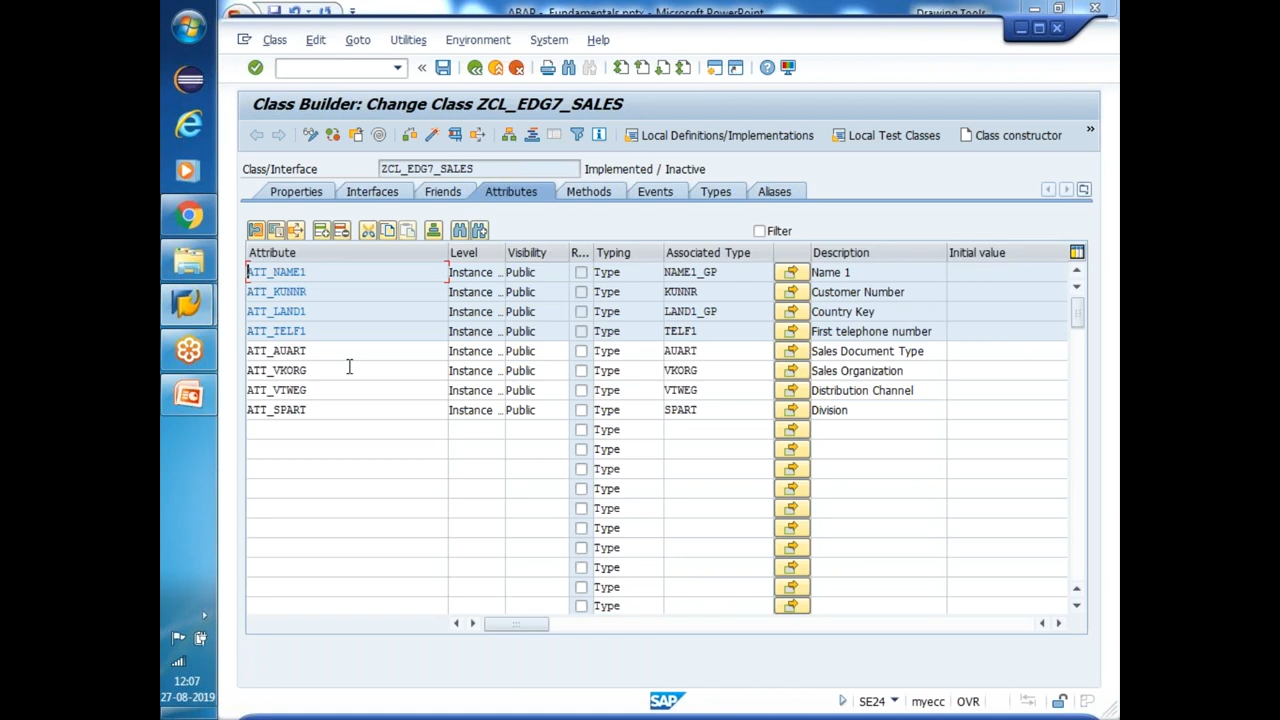 ABAP - Fundamentals.pptx - Microsoft PowerPoint
Drawing Tools
Class Edit Goto Utilities Environment System Help
Class Builder: Change Class ZCL_EDG7_SALES
Local Definitions/Implementations Local Test Classes Class constructor »
Class/Interface ZCL_EDG7_SALES Implemented / Inactive
Properties Interfaces Friends Attributes Methods Events Types Aliases
Filter
Attribute Level Visibility R... Typing Associated Type Description Initial value
ATT_NAME1 Instance ... Public Type NAME1_GP Name 1
ATT_KUNNR Instance ... Public Type KUNNR Customer Number
ATT_LAND1 Instance ... Public Type LAND1_GP Country Key
ATT_TELF1 Instance ... Public Type TELF1 First telephone number
ATT_AUART Instance ... Public Type AUART Sales Document Type
ATT_VKORG Instance ... Public Type VKORG Sales Organization
ATT_VTWEG Instance ... Public Type VTWEG Distribution Channel
ATT_SPART Instance ... Public Type SPART Division
Type
Type
Type
Type
Type
Type
Type
Type
Type
Type
12:07
27-08-2019
SAP SE24 myecc OVR